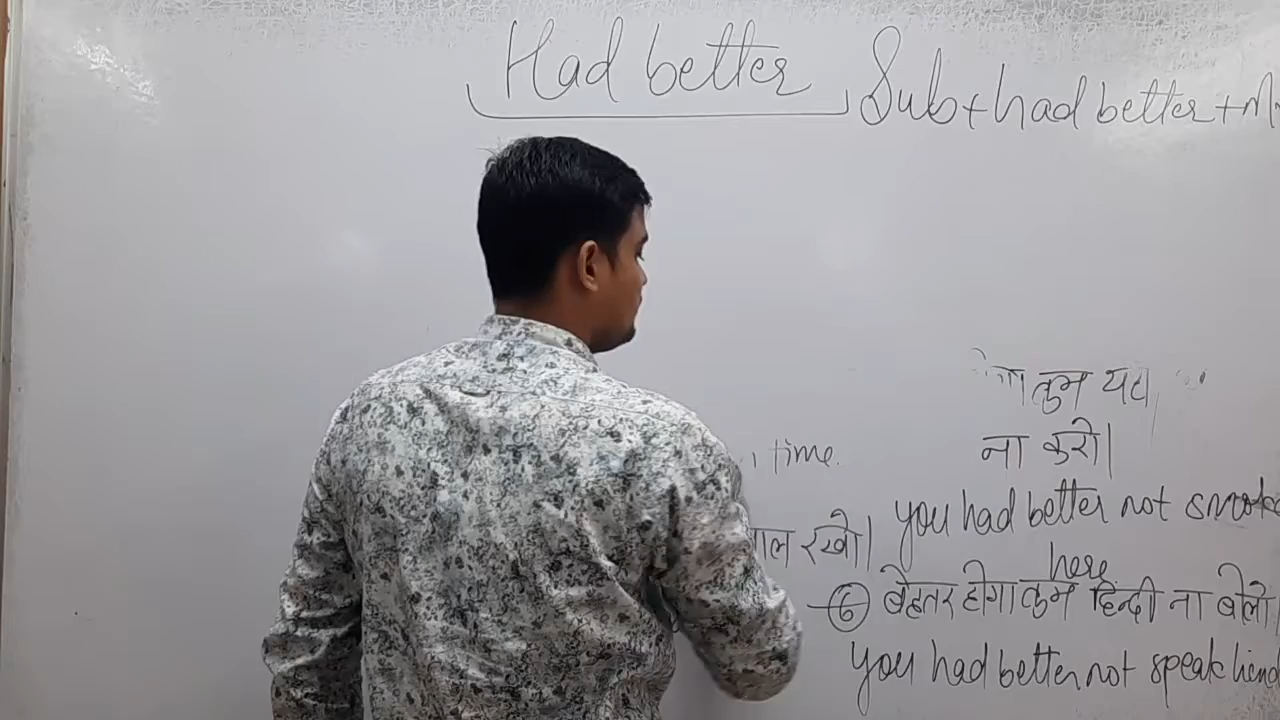 Had better
Sub + had better + M
time.
रखो।
तुम यहा
ना करो।
you had better not smoke
here
6 बेहतर होगा तुम हिन्दी ना बोलो।
you had better not speak hend